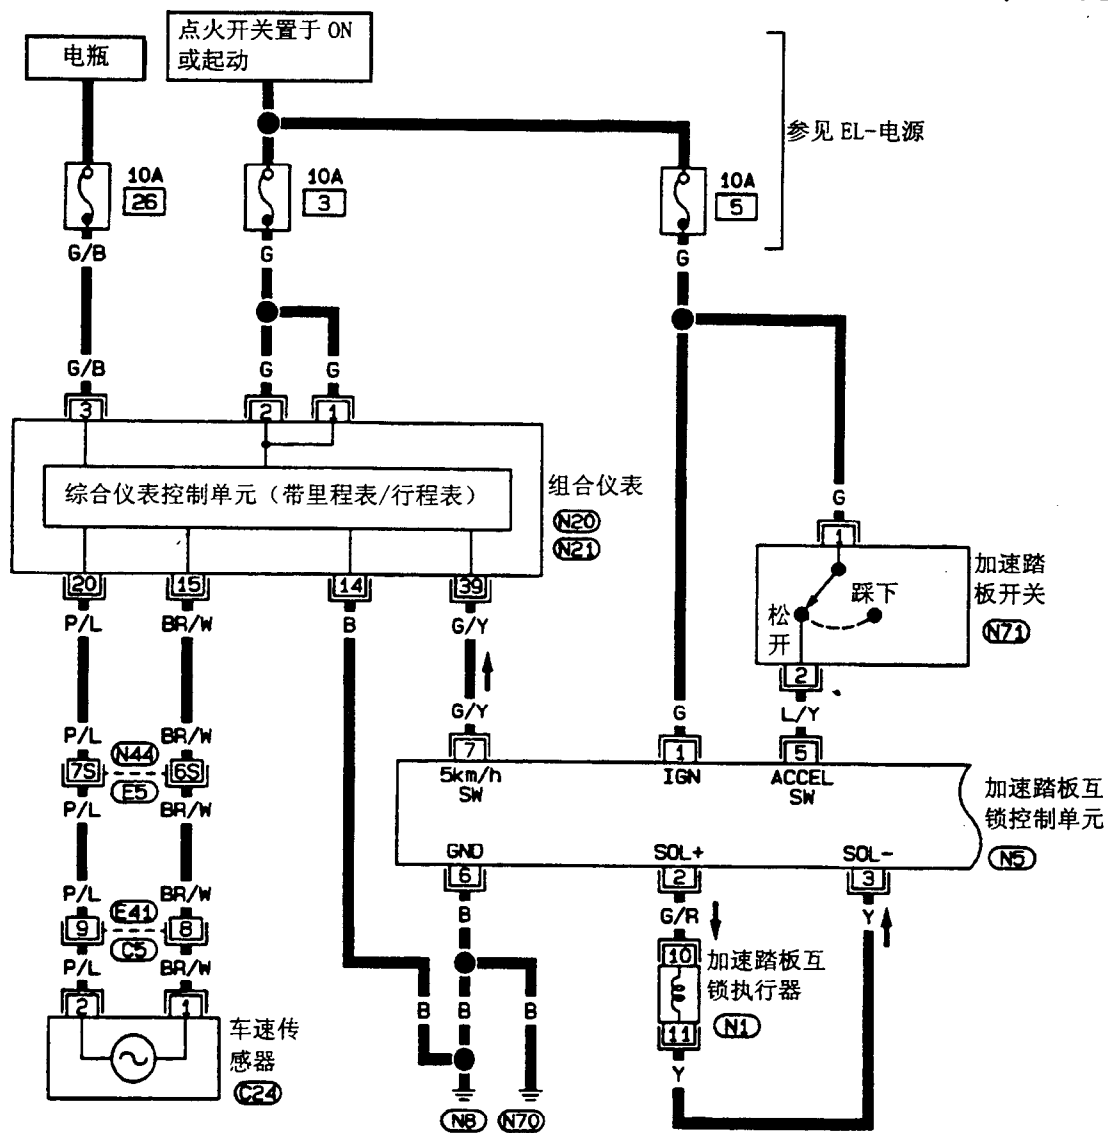 点火开关置于 ON
或起动
电瓶
参见 EL-电源
10A
26
10A
3
10A
5
G/B
G
G
G/B
G
G
3
2
1
综合仪表控制单元（带里程表/行程表）
组合仪表
N20
N21
G
1
加速踏
板开关
N71
踩下
松
开
2
20
15
14
39
P/L
BR/W
B
G/Y
G/Y
G
L/Y
7
1
5
5km/h
SW
IGN
ACCEL
SW
加速踏板互
锁控制单元
N5
GND
SOL+
SOL-
6
2
3
P/L
BR/W
N44
7S
6S
E5
P/L
BR/W
P/L
BR/W
E41
9
8
C5
P/L
BR/W
2
1
车速传
感器
C24
B
G/R
Y
10
加速踏板互
锁执行器
N1
11
B
B
B
Y
N8
N70